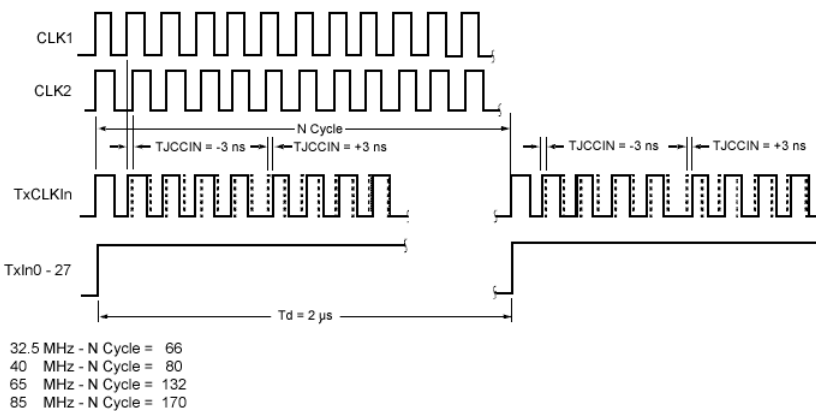 CLK1
CLK2
N Cycle
TJCCIN = -3 ns
TJCCIN = +3 ns
TJCCIN = -3 ns
TJCCIN = +3 ns
TxCLKIn
TxIn0 - 27
Td = 2 µs
32.5 MHz - N Cycle = 66
40 MHz - N Cycle = 80
65 MHz - N Cycle = 132
85 MHz - N Cycle = 170